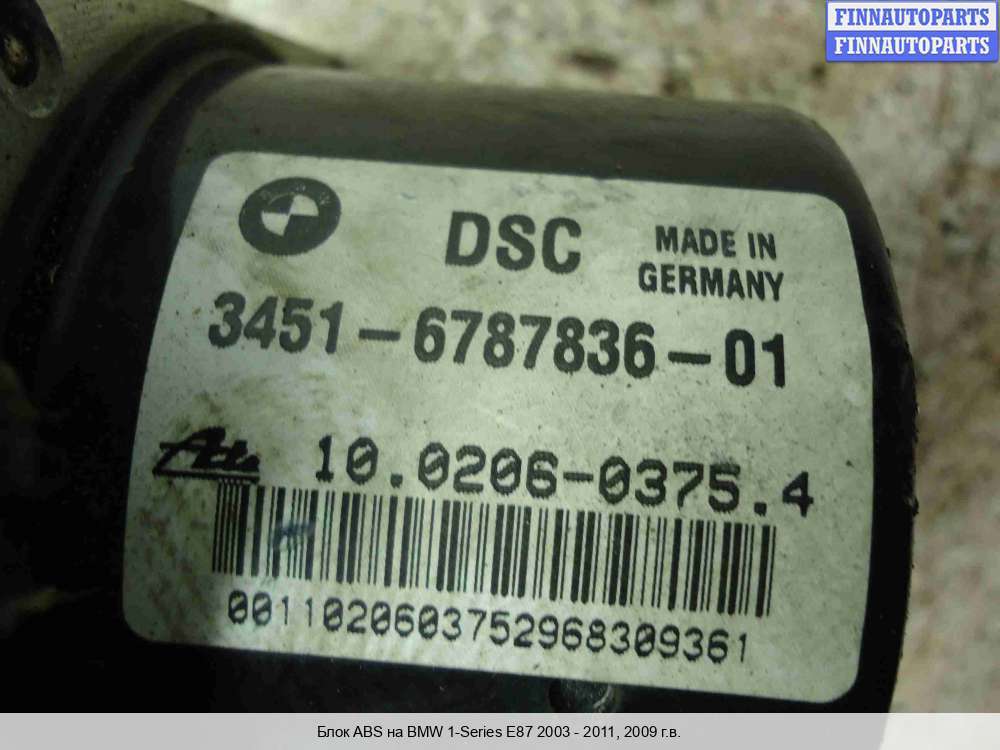 FINNAUTOPARTS
FINNAUTOPARTS
DSC
MADE IN
GERMANY
3451-6787836-01
Ate
10.0206-0375.4
0011020603752968309361
Блок ABS на BMW 1-Series E87 2003 - 2011, 2009 г.в.